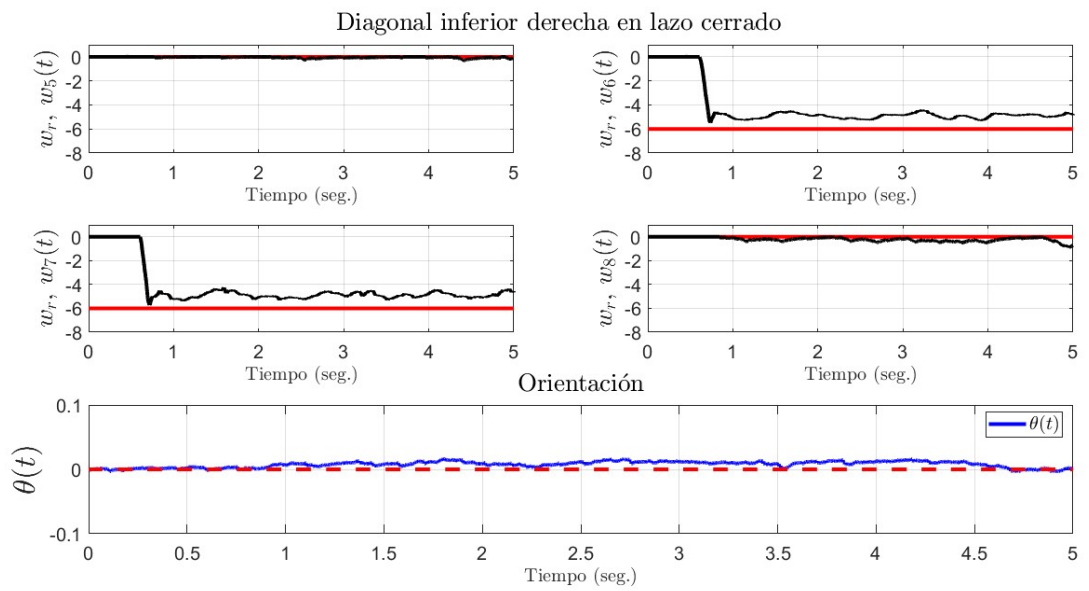 Diagonal inferior derecha en lazo cerrado
w_r, w_5(t)
0
-2
-4
-6
-8
0 1 2 3 4 5
Tiempo (seg.)
w_r, w_6(t)
0
-2
-4
-6
-8
0 1 2 3 4 5
Tiempo (seg.)
w_r, w_7(t)
0
-2
-4
-6
-8
0 1 2 3 4 5
Tiempo (seg.)
w_r, w_8(t)
0
-2
-4
-6
-8
0 1 2 3 4 5
Tiempo (seg.)
Orientación
θ(t)
0.1
0
-0.1
θ(t)
0 0.5 1 1.5 2 2.5 3 3.5 4 4.5 5
Tiempo (seg.)